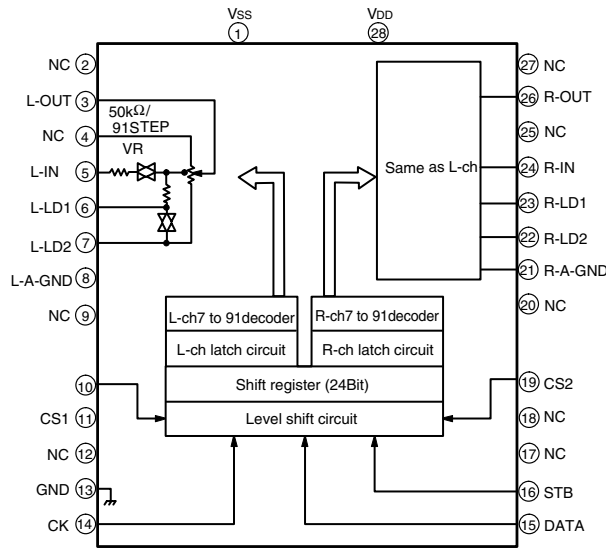 VSS
1
VDD
28
NC 2
L-OUT 3
NC 4
L-IN 5
L-LD1 6
L-LD2 7
L-A-GND 8
NC 9
10
CS1 11
NC 12
GND 13
CK 14
50kΩ/
91STEP
VR
Same as L-ch
L-ch7 to 91decoder
R-ch7 to 91decoder
L-ch latch circuit
R-ch latch circuit
Shift register (24Bit)
Level shift circuit
27 NC
26 R-OUT
25 NC
24 R-IN
23 R-LD1
22 R-LD2
21 R-A-GND
20 NC
19 CS2
18 NC
17 NC
16 STB
15 DATA